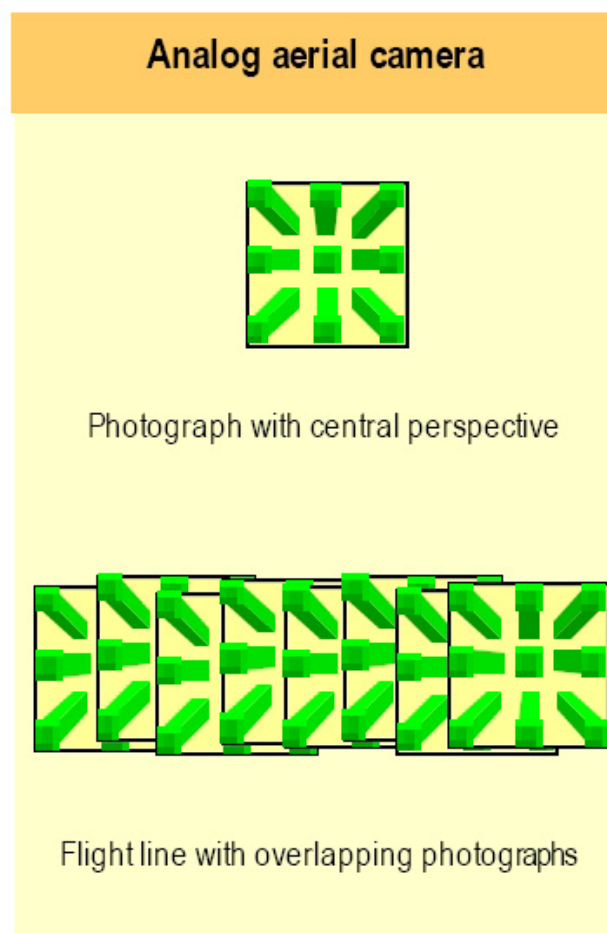 Analog aerial camera
Photograph with central perspective
Flight line with overlapping photographs